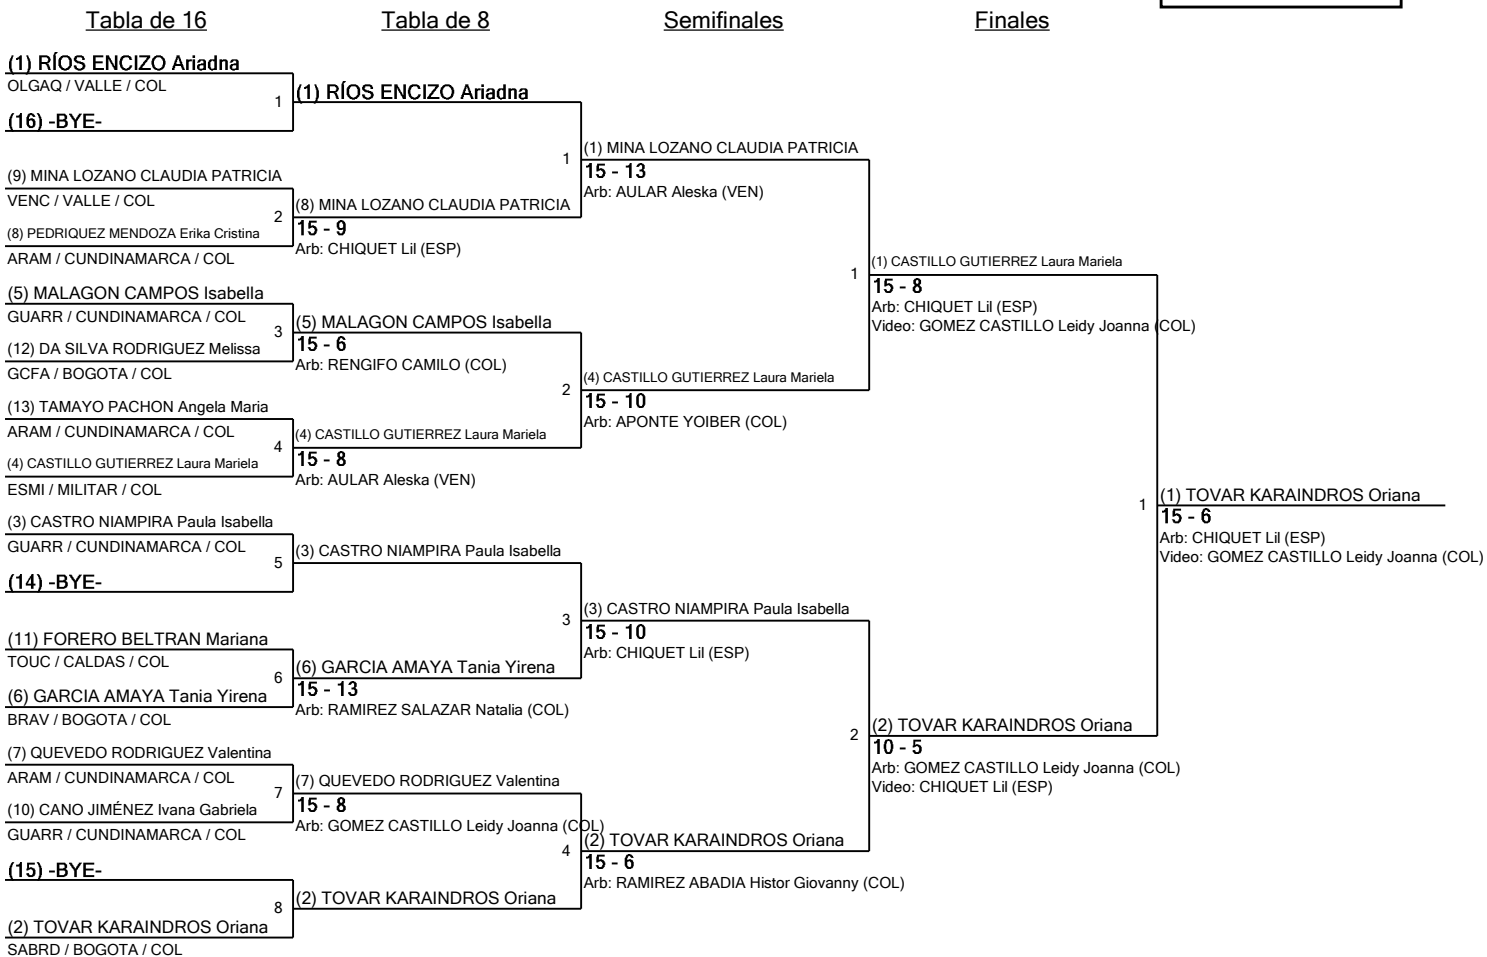 Tabla de 16
Tabla de 8
Semifinales
Finales
(1) RÍOS ENCIZO Ariadna
OLGAQ / VALLE / COL
1
(16) -BYE-
(9) MINA LOZANO CLAUDIA PATRICIA
VENC / VALLE / COL
2
(8) PEDRIQUEZ MENDOZA Erika Cristina
ARAM / CUNDINAMARCA / COL
(5) MALAGON CAMPOS Isabella
GUARR / CUNDINAMARCA / COL
3
(12) DA SILVA RODRIGUEZ Melissa
GCFA / BOGOTA / COL
(13) TAMAYO PACHON Angela Maria
ARAM / CUNDINAMARCA / COL
4
(4) CASTILLO GUTIERREZ Laura Mariela
ESMI / MILITAR / COL
(3) CASTRO NIAMPIRA Paula Isabella
GUARR / CUNDINAMARCA / COL
5
(14) -BYE-
(11) FORERO BELTRAN Mariana
TOUC / CALDAS / COL
6
(6) GARCIA AMAYA Tania Yirena
BRAV / BOGOTA / COL
(7) QUEVEDO RODRIGUEZ Valentina
ARAM / CUNDINAMARCA / COL
7
(10) CANO JIMÉNEZ Ivana Gabriela
GUARR / CUNDINAMARCA / COL
(15) -BYE-
8
(2) TOVAR KARAINDROS Oriana
SABRD / BOGOTA / COL
(1) RÍOS ENCIZO Ariadna
1
(8) MINA LOZANO CLAUDIA PATRICIA
15 - 9
Arb: CHIQUET Lil (ESP)
(5) MALAGON CAMPOS Isabella
15 - 6
Arb: RENGIFO CAMILO (COL)
2
(4) CASTILLO GUTIERREZ Laura Mariela
15 - 8
Arb: AULAR Aleska (VEN)
(3) CASTRO NIAMPIRA Paula Isabella
3
(6) GARCIA AMAYA Tania Yirena
15 - 13
Arb: RAMIREZ SALAZAR Natalia (COL)
(7) QUEVEDO RODRIGUEZ Valentina
15 - 8
Arb: GOMEZ CASTILLO Leidy Joanna (COL)
4
(2) TOVAR KARAINDROS Oriana
(1) MINA LOZANO CLAUDIA PATRICIA
15 - 13
Arb: AULAR Aleska (VEN)
1
(4) CASTILLO GUTIERREZ Laura Mariela
15 - 10
Arb: APONTE YOIBER (COL)
(3) CASTRO NIAMPIRA Paula Isabella
15 - 10
Arb: CHIQUET Lil (ESP)
2
(2) TOVAR KARAINDROS Oriana
15 - 6
Arb: RAMIREZ ABADIA Histor Giovanny (COL)
(1) CASTILLO GUTIERREZ Laura Mariela
15 - 8
Arb: CHIQUET Lil (ESP)
Video: GOMEZ CASTILLO Leidy Joanna (COL)
1
(2) TOVAR KARAINDROS Oriana
10 - 5
Arb: GOMEZ CASTILLO Leidy Joanna (COL)
Video: CHIQUET Lil (ESP)
(1) TOVAR KARAINDROS Oriana
15 - 6
Arb: CHIQUET Lil (ESP)
Video: GOMEZ CASTILLO Leidy Joanna (COL)